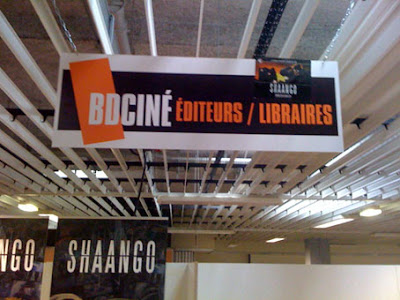 SHAANGO
BDCINÉ ÉDITEURS / LIBRAIRES
NGO
SHAANGO